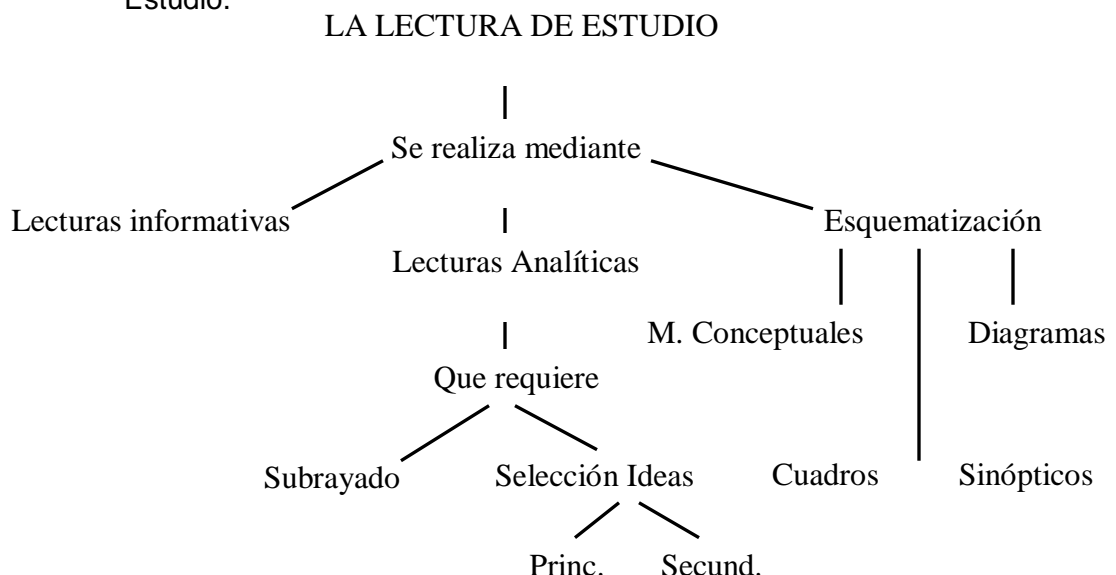 Estudio.
LA LECTURA DE ESTUDIO
Se realiza mediante
Lecturas informativas
Esquematización
Lecturas Analíticas
M. Conceptuales
Diagramas
Que requiere
Subrayado
Selección Ideas
Cuadros
Sinópticos
Princ.
Secund.